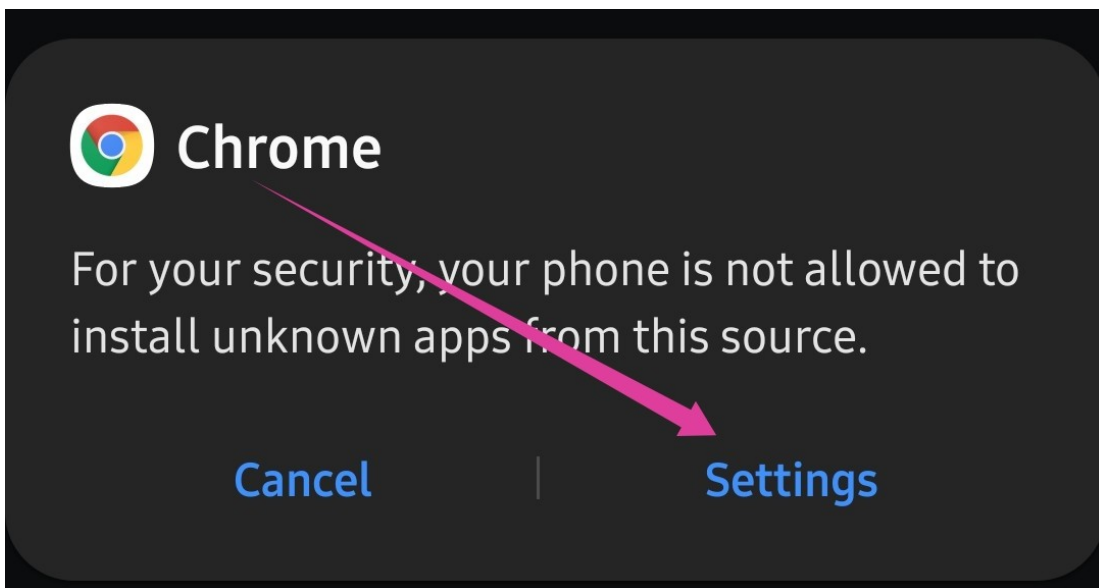 Chrome
For your security, your phone is not allowed to
install unknown apps from this source.
Cancel
Settings